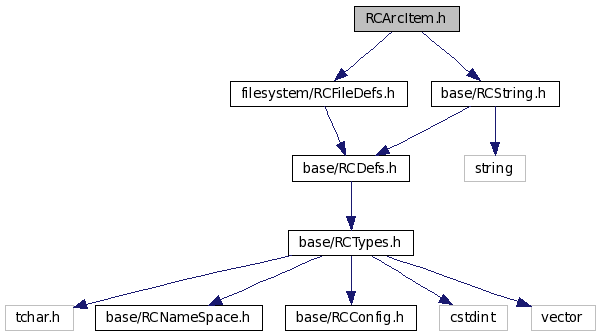 RCArcItem.h
filesystem/RCFileDefs.h
base/RCString.h
base/RCDefs.h
string
base/RCTypes.h
tchar.h
base/RCNameSpace.h
base/RCConfig.h
cstdint
vector